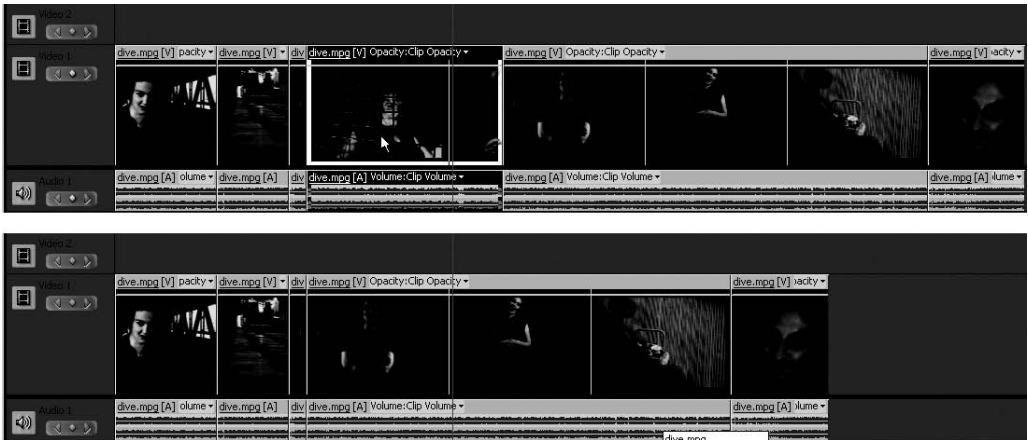 Video 2
Video 1
dive.mpg [V] pacity
dive.mpg [V]
div
dive.mpg [V] Opacity:Clip Opacity
dive.mpg [V] Opacity:Clip Opacity
dive.mpg [V] acity
Audio 1
dive.mpg [A] olume
dive.mpg [A]
div
dive.mpg [A] Volume:Clip Volume
dive.mpg [A] Volume:Clip Volume
dive.mpg [A] lume
Video 2
Video 1
dive.mpg [V] pacity
dive.mpg [V]
div
dive.mpg [V] Opacity:Clip Opacity
dive.mpg [V] acity
Audio 1
dive.mpg [A] olume
dive.mpg [A]
div
dive.mpg [A] Volume:Clip Volume
dive.mpg [A] lume
dive.mpg